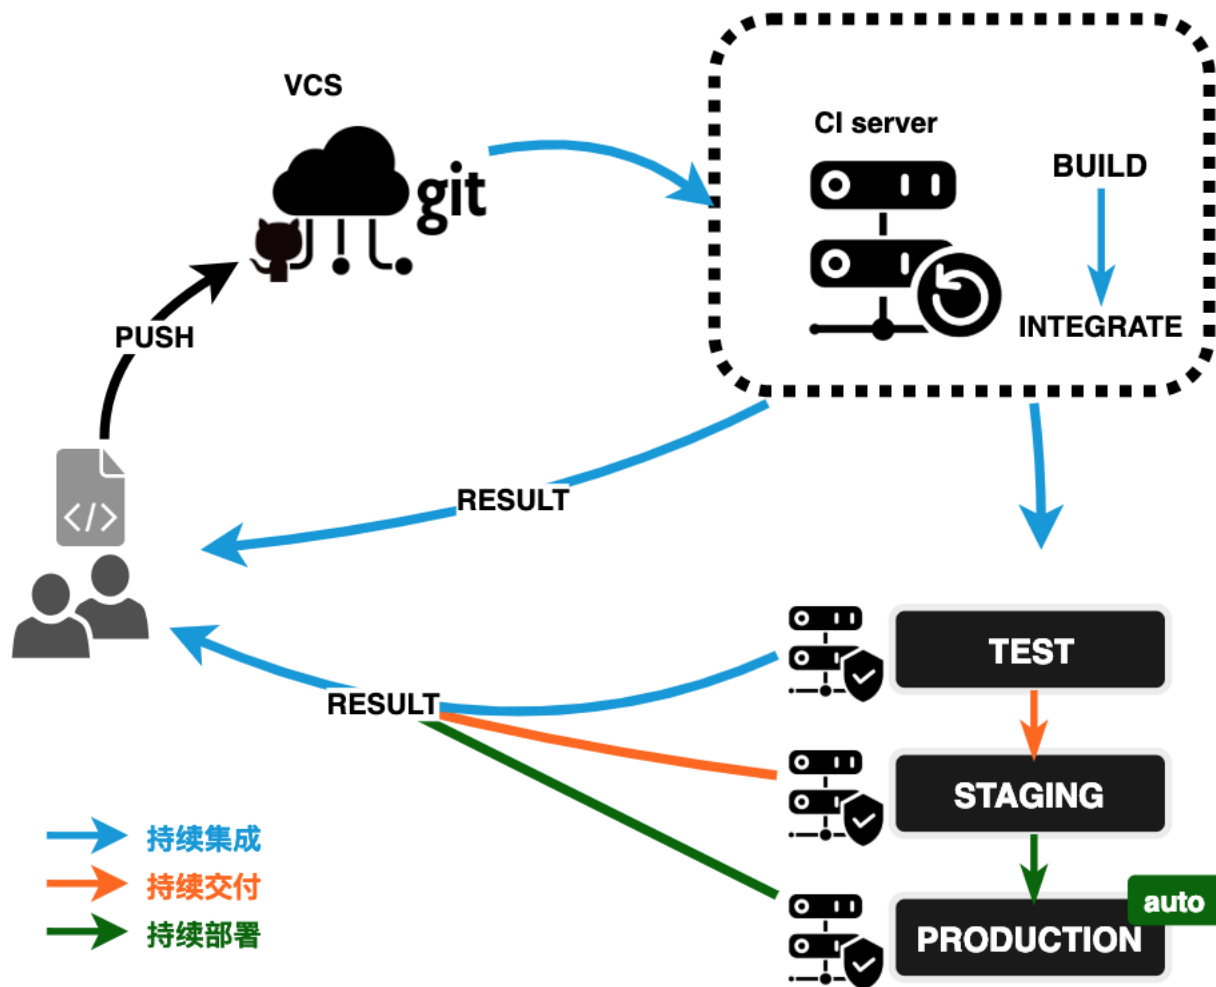 VCS
git
CI server
BUILD
INTEGRATE
PUSH
</>
RESULT
TEST
RESULT
STAGING
持续集成
持续交付
auto
持续部署
PRODUCTION